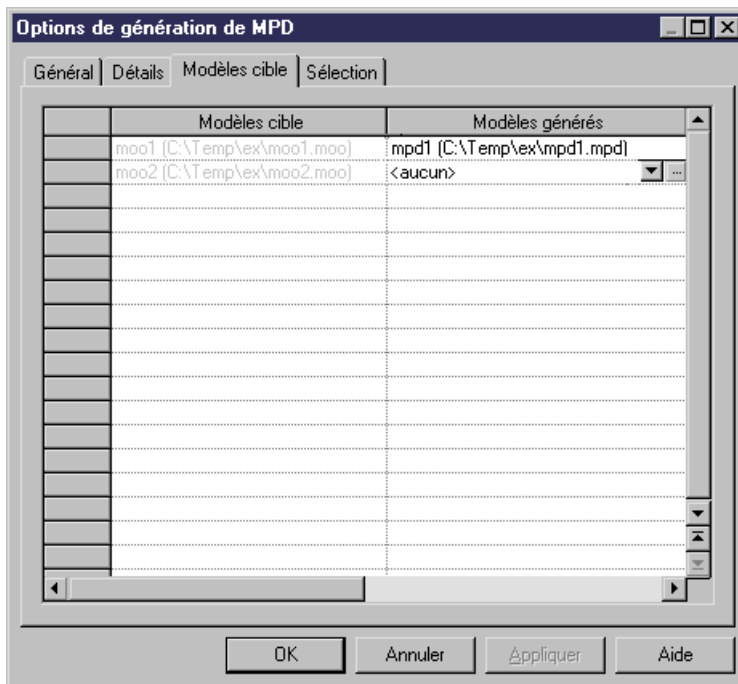 Options de génération de MPD
Général Détails Modèles cible Sélection
Modèles cible Modèles générés
moo1 (C:\Temp\ex\moo1.moo) mpd1 (C:\Temp\ex\mpd1.mpd)
moo2 (C:\Temp\ex\moo2.moo) <aucun> ...
OK Annuler Appliquer Aide